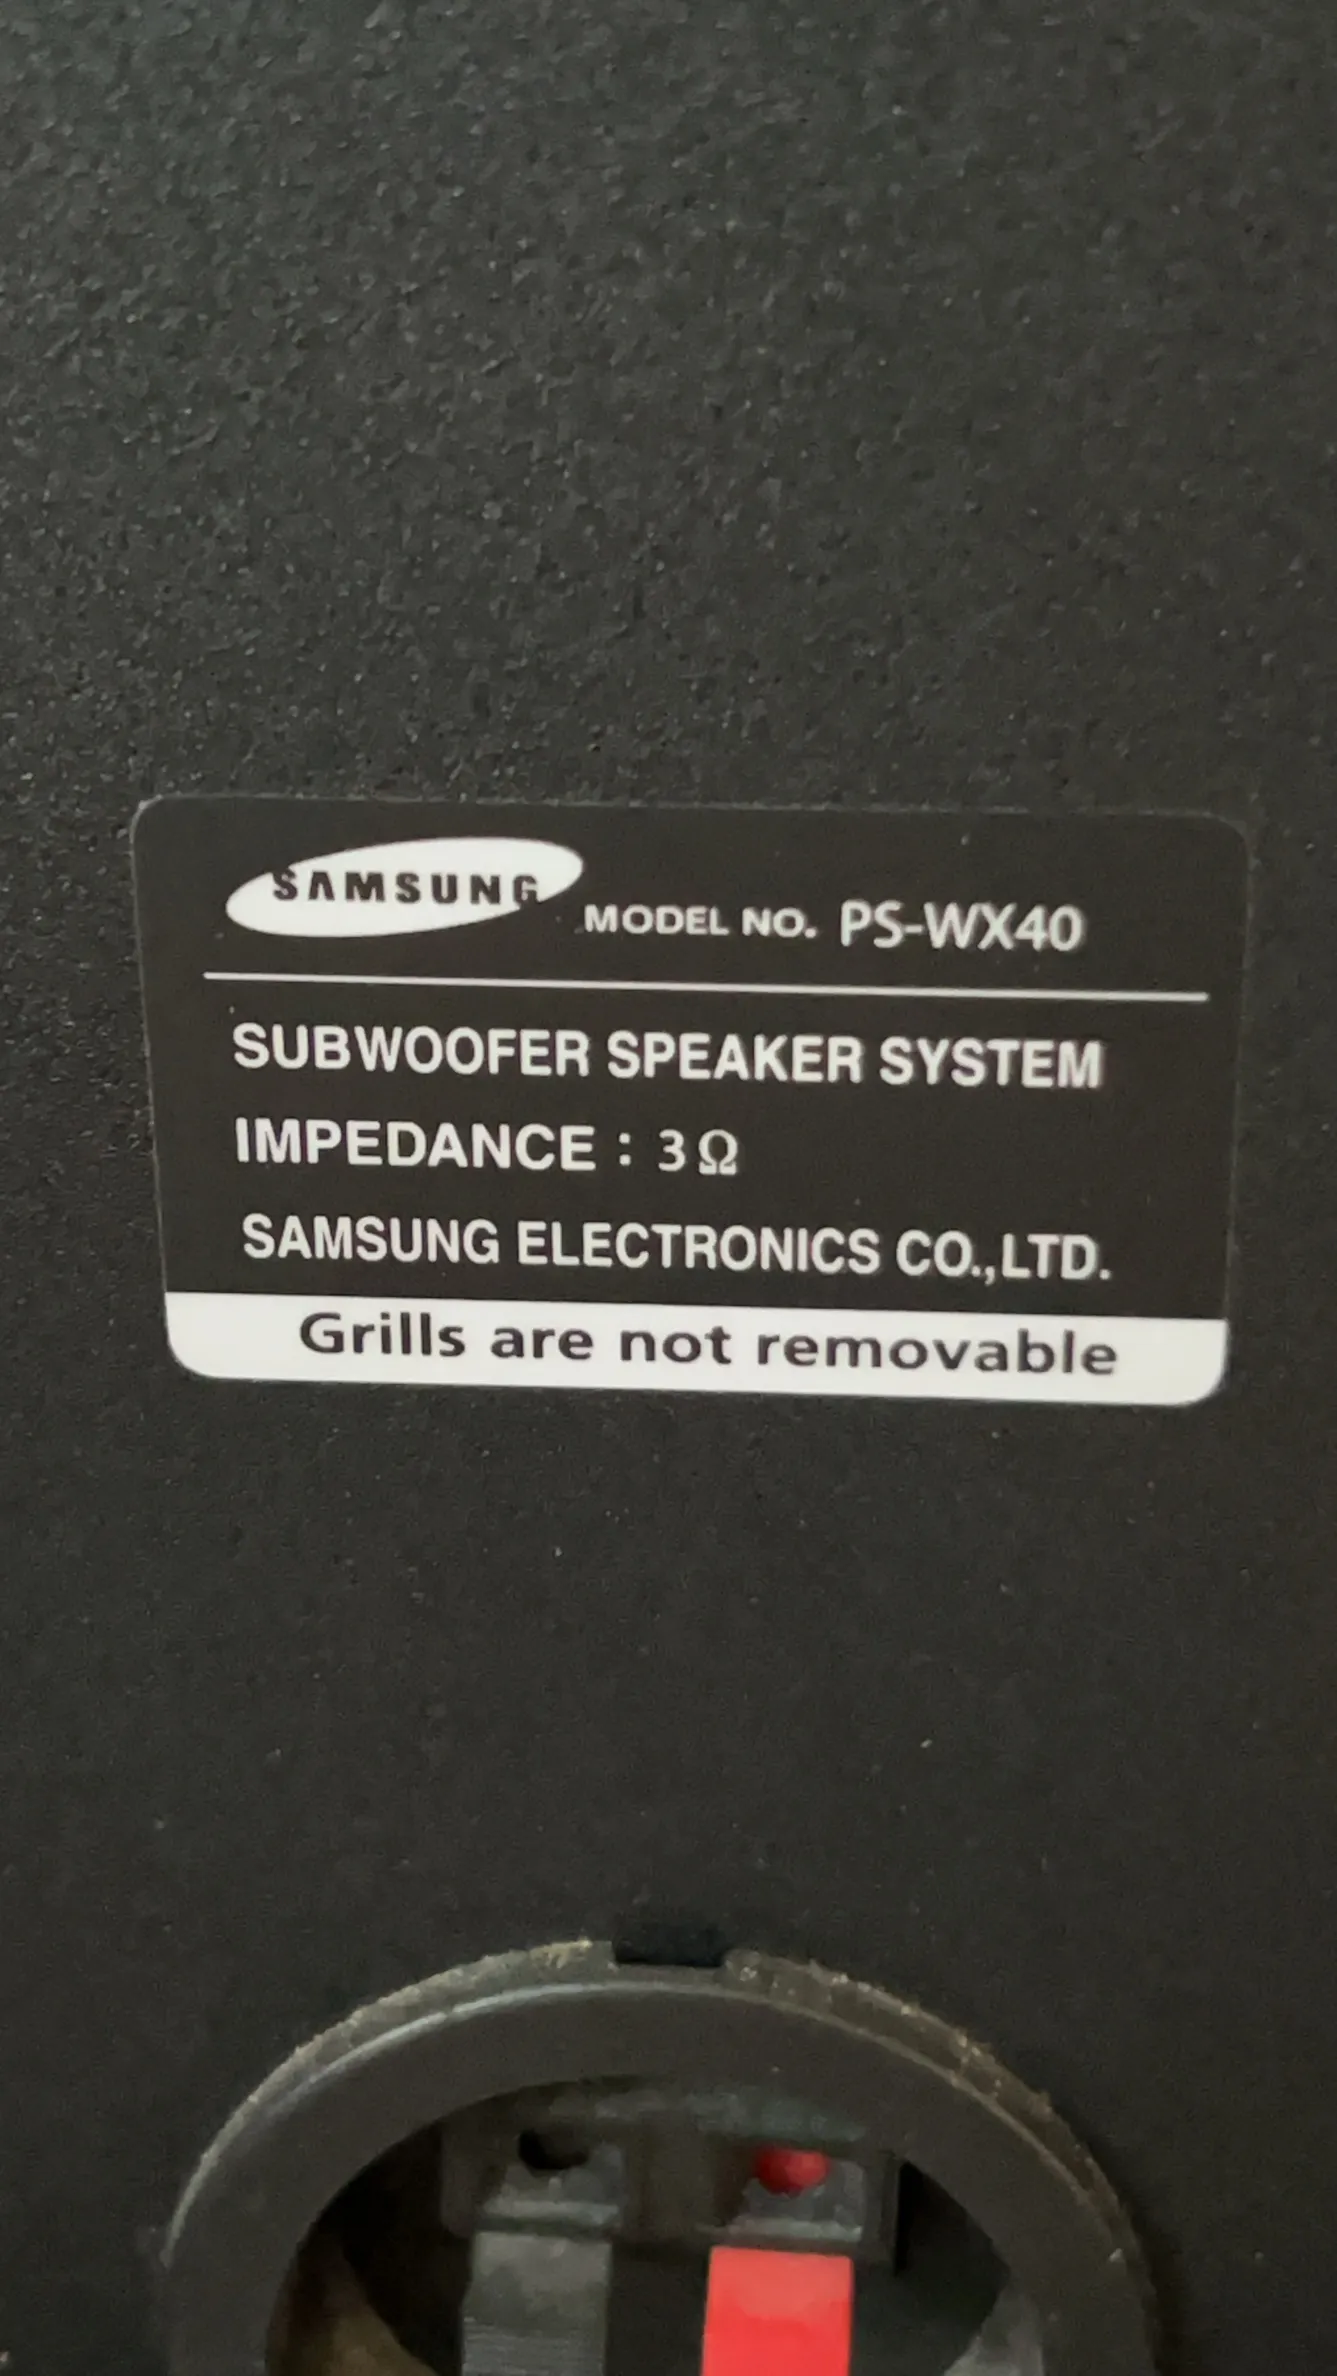 SAMSUNG MODEL NO. PS-WX40
SUBWOOFER SPEAKER SYSTEM
IMPEDANCE : 3Ω
SAMSUNG ELECTRONICS CO.,LTD.
Grills are not removable